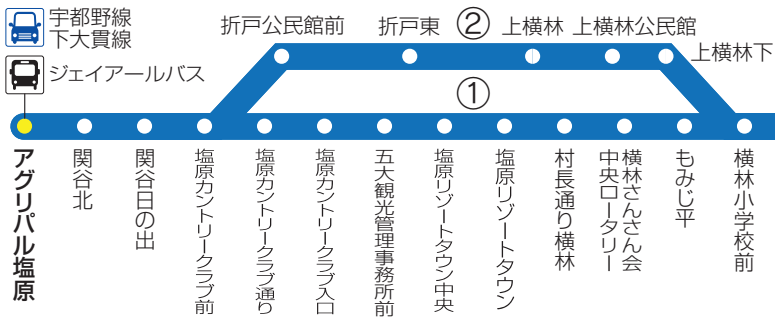 宇都野線
下大貫線
ジェイアールバス
折戸公民館前
折戸東
②
上横林
上横林公民館
上横林下
①
アグリパル塩原
関谷北
関谷日の出
塩原カントリークラブ前
塩原カントリークラブ通り
塩原カントリークラブ入口
五大観光管理事務所前
塩原リゾートタウン中央
塩原リゾートタウン
村長通り横林
横林さんさん会
中央ロータリー
もみじ平
横林小学校前